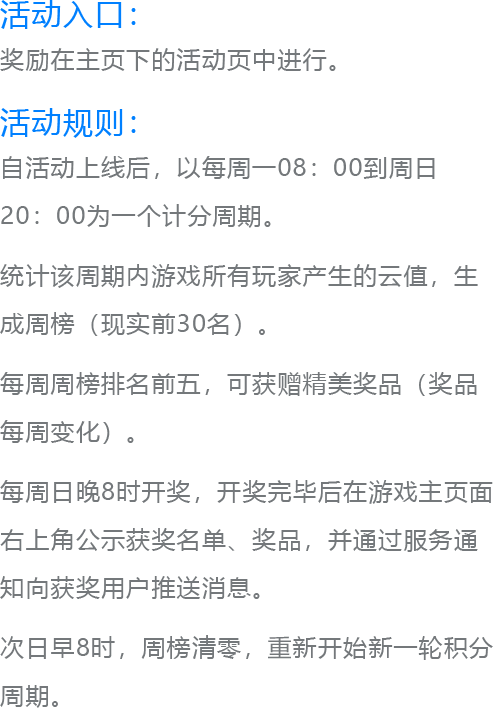 活动入口：
奖励在主页下的活动页中进行。
活动规则：
自活动上线后，以每周一08：00到周日
20：00为一个计分周期。
统计该周期内游戏所有玩家产生的云值，生
成周榜（现实前30名）。
每周周榜排名前五，可获赠精美奖品（奖品
每周变化）。
每周日晚8时开奖，开奖完毕后在游戏主页面
右上角公示获奖名单、奖品，并通过服务通
知向获奖用户推送消息。
次日早8时，周榜清零，重新开始新一轮积分
周期。